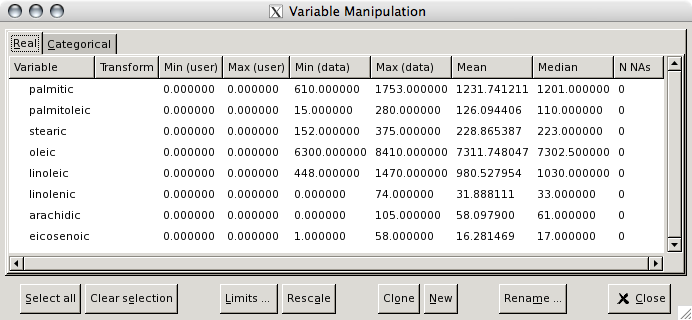 Variable Manipulation
Real Categorical
Variable Transform Min (user) Max (user) Min (data) Max (data) Mean Median N NAs
palmitic 0.000000 0.000000 610.000000 1753.000000 1231.741211 1201.000000 0
palmitoleic 0.000000 0.000000 15.000000 280.000000 126.094406 110.000000 0
stearic 0.000000 0.000000 152.000000 375.000000 228.865387 223.000000 0
oleic 0.000000 0.000000 6300.000000 8410.000000 7311.748047 7302.500000 0
linoleic 0.000000 0.000000 448.000000 1470.000000 980.527954 1030.000000 0
linolenic 0.000000 0.000000 0.000000 74.000000 31.888111 33.000000 0
arachidic 0.000000 0.000000 0.000000 105.000000 58.097900 61.000000 0
eicosenoic 0.000000 0.000000 1.000000 58.000000 16.281469 17.000000 0
Select all Clear selection Limits ... Rescale Clone New Rename ... Close